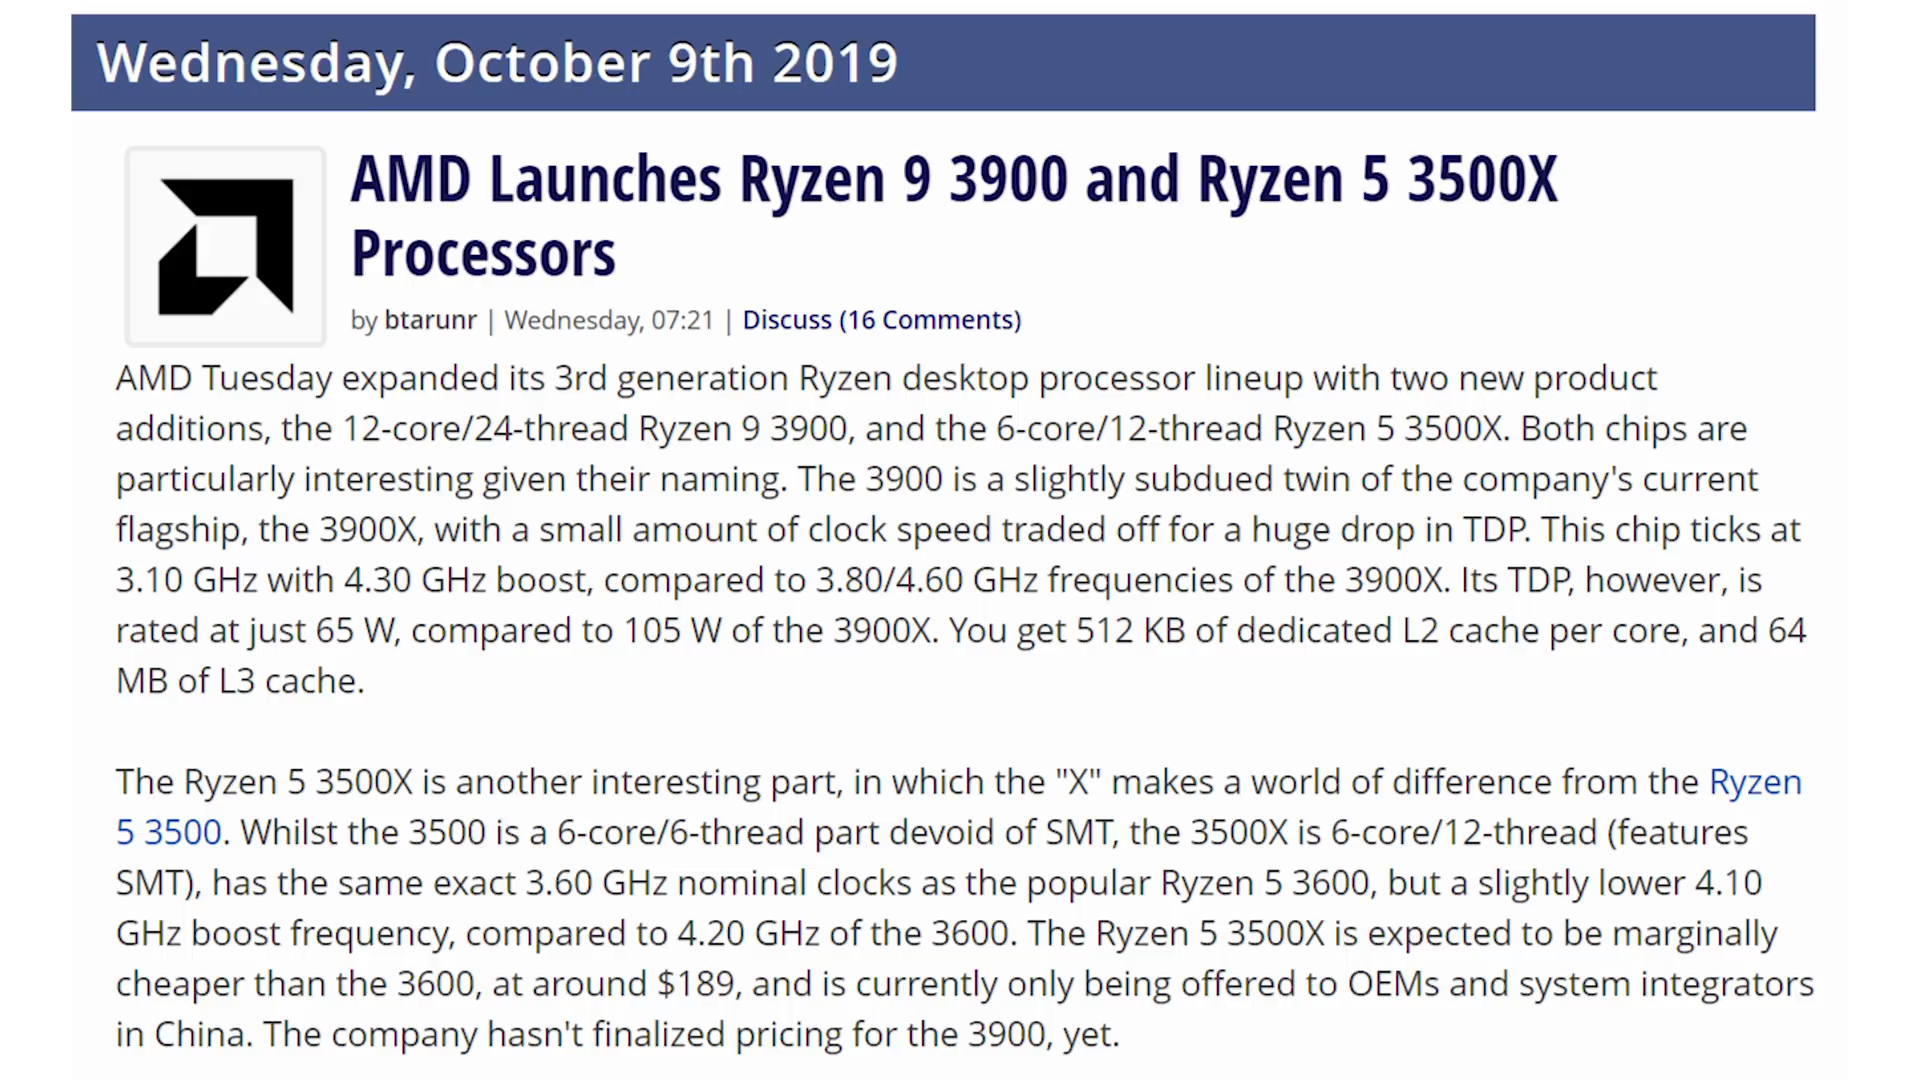 Wednesday, October 9th 2019
AMD Launches Ryzen 9 3900 and Ryzen 5 3500X
Processors
by btarunr | Wednesday, 07:21 | Discuss (16 Comments)
AMD Tuesday expanded its 3rd generation Ryzen desktop processor lineup with two new product
additions, the 12-core/24-thread Ryzen 9 3900, and the 6-core/12-thread Ryzen 5 3500X. Both chips are
particularly interesting given their naming. The 3900 is a slightly subdued twin of the company's current
flagship, the 3900X, with a small amount of clock speed traded off for a huge drop in TDP. This chip ticks at
3.10 GHz with 4.30 GHz boost, compared to 3.80/4.60 GHz frequencies of the 3900X. Its TDP, however, is
rated at just 65 W, compared to 105 W of the 3900X. You get 512 KB of dedicated L2 cache per core, and 64
MB of L3 cache.
The Ryzen 5 3500X is another interesting part, in which the "X" makes a world of difference from the Ryzen
5 3500. Whilst the 3500 is a 6-core/6-thread part devoid of SMT, the 3500X is 6-core/12-thread (features
SMT), has the same exact 3.60 GHz nominal clocks as the popular Ryzen 5 3600, but a slightly lower 4.10
GHz boost frequency, compared to 4.20 GHz of the 3600. The Ryzen 5 3500X is expected to be marginally
cheaper than the 3600, at around $189, and is currently only being offered to OEMs and system integrators
in China. The company hasn't finalized pricing for the 3900, yet.